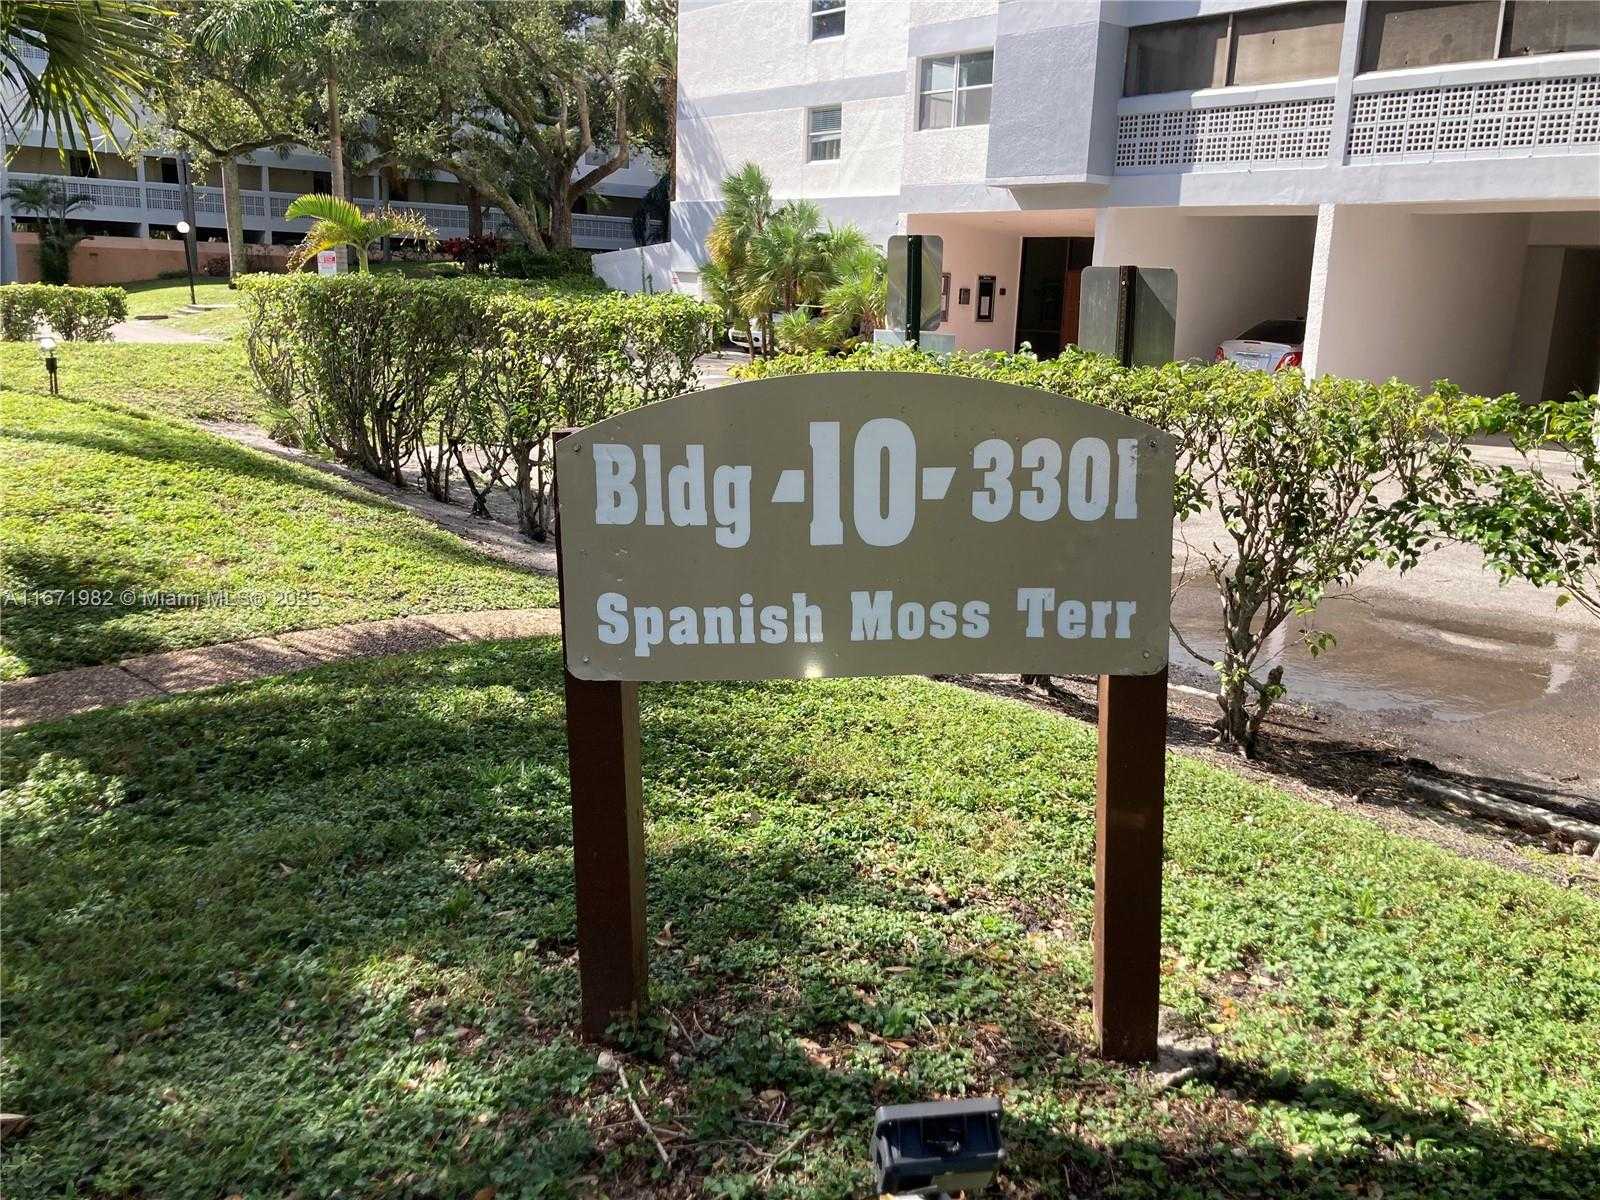 Bldg -10- 3301
Spanish Moss Terr
A11671982 © Miami MLS® 2025